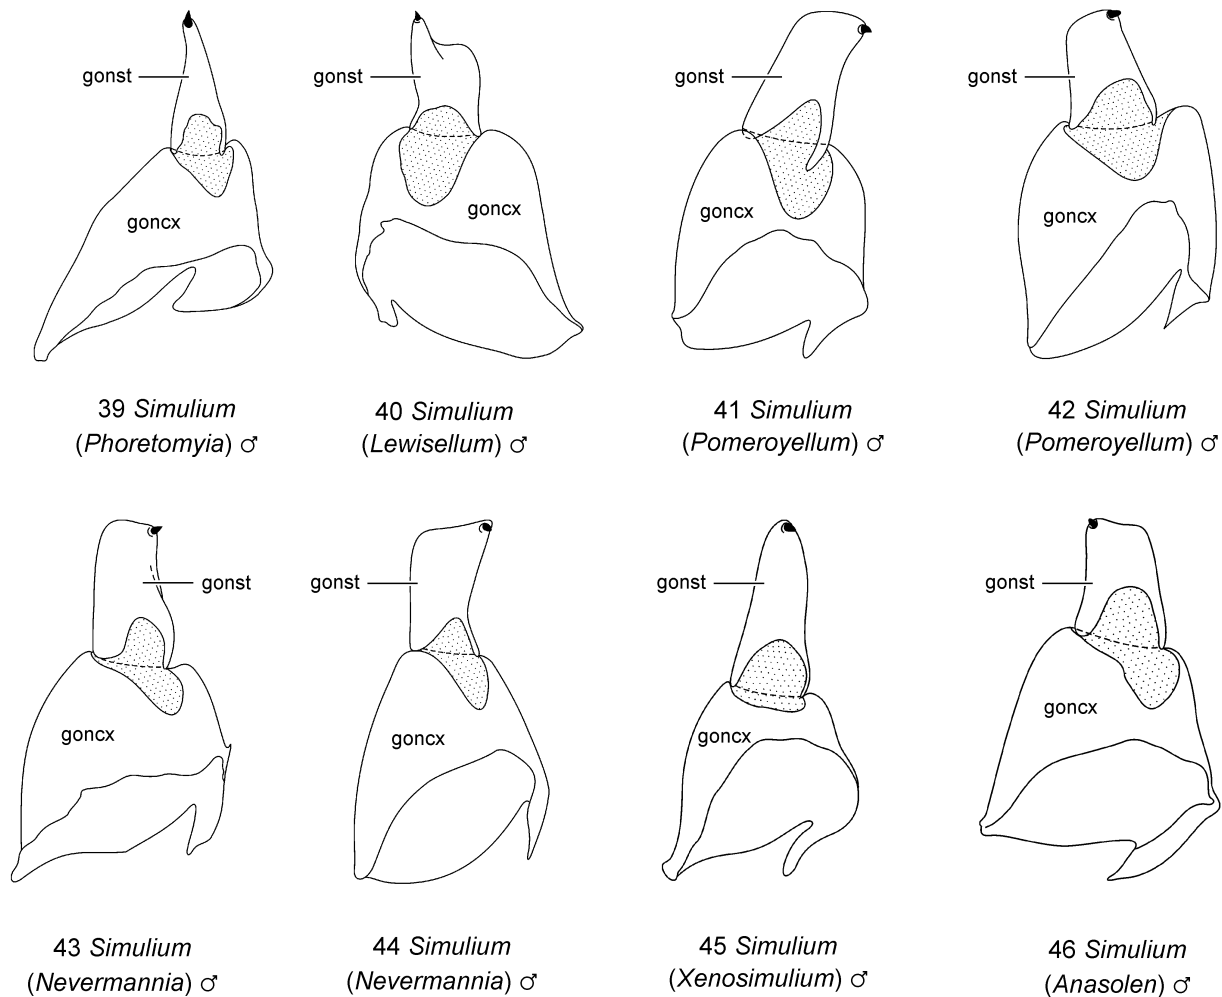 gonst
goncx
39 Simulium
(Phoretomyia) ♂
gonst
goncx
40 Simulium
(Lewisellum) ♂
gonst
goncx
41 Simulium
(Pomeroyellum) ♂
gonst
goncx
42 Simulium
(Pomeroyellum) ♂
gonst
goncx
43 Simulium
(Nevermannia) ♂
gonst
goncx
44 Simulium
(Nevermannia) ♂
gonst
goncx
45 Simulium
(Xenosimulium) ♂
gonst
goncx
46 Simulium
(Anasolen) ♂